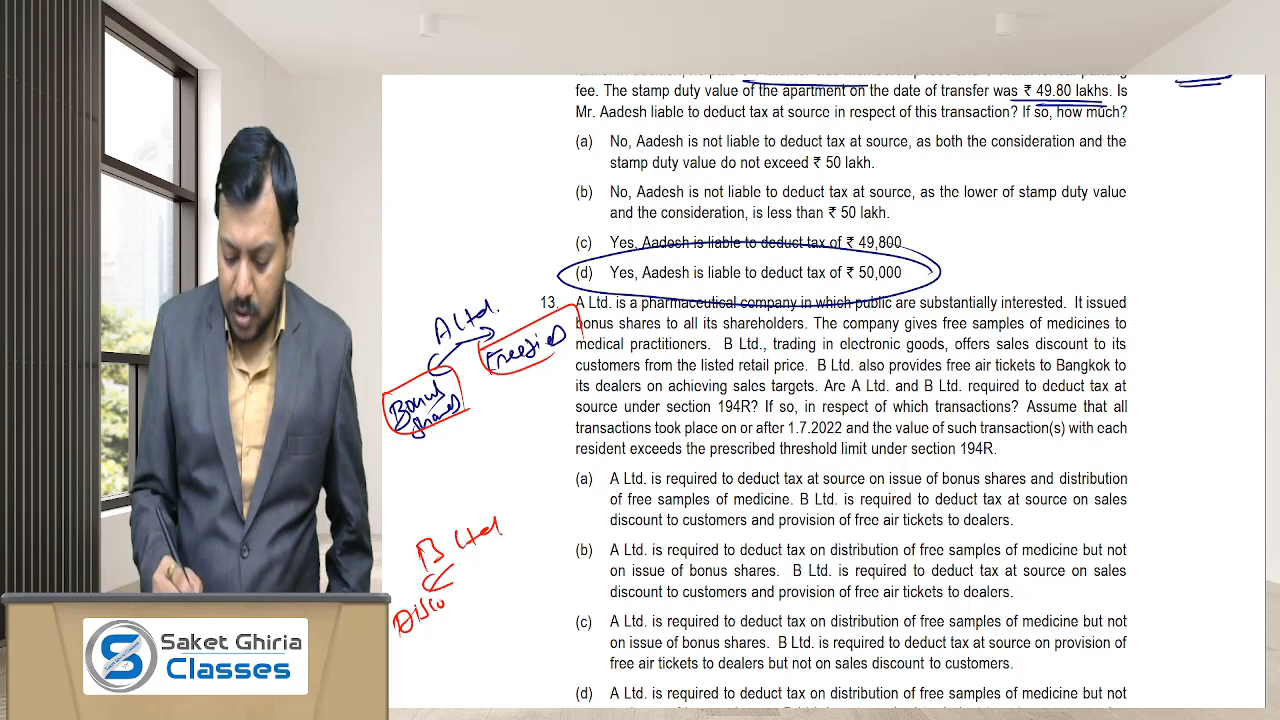 fee. The stamp duty value of the apartment on the date of transfer was ₹ 49.80 lakhs. Is
Mr. Aadesh liable to deduct tax at source in respect of this transaction? If so, how much?
(a) No, Aadesh is not liable to deduct tax at source, as both the consideration and the
stamp duty value do not exceed ₹ 50 lakh.
(b) No, Aadesh is not liable to deduct tax at source, as the lower of stamp duty value
and the consideration, is less than ₹ 50 lakh.
(c) Yes, Aadesh is liable to deduct tax of ₹ 49,800
(d) Yes, Aadesh is liable to deduct tax of ₹ 50,000
13. A Ltd. is a pharmaceutical company in which public are substantially interested. It issued
bonus shares to all its shareholders. The company gives free samples of medicines to
medical practitioners. B Ltd., trading in electronic goods, offers sales discount to its
customers from the listed retail price. B Ltd. also provides free air tickets to Bangkok to
its dealers on achieving sales targets. Are A Ltd. and B Ltd. required to deduct tax at
source under section 194R? If so, in respect of which transactions? Assume that all
transactions took place on or after 1.7.2022 and the value of such transaction(s) with each
resident exceeds the prescribed threshold limit under section 194R.
(a) A Ltd. is required to deduct tax at source on issue of bonus shares and distribution
of free samples of medicine. B Ltd. is required to deduct tax at source on sales
discount to customers and provision of free air tickets to dealers.
(b) A Ltd. is required to deduct tax on distribution of free samples of medicine but not
on issue of bonus shares. B Ltd. is required to deduct tax at source on sales
discount to customers and provision of free air tickets to dealers.
(c) A Ltd. is required to deduct tax on distribution of free samples of medicine but not
on issue of bonus shares. B Ltd. is required to deduct tax at source on provision of
free air tickets to dealers but not on sales discount to customers.
(d) A Ltd. is required to deduct tax on distribution of free samples of medicine but not
A Ltd.
Freebies
Bonus
shares
B Ltd
Disco
Saket Ghiria
Classes